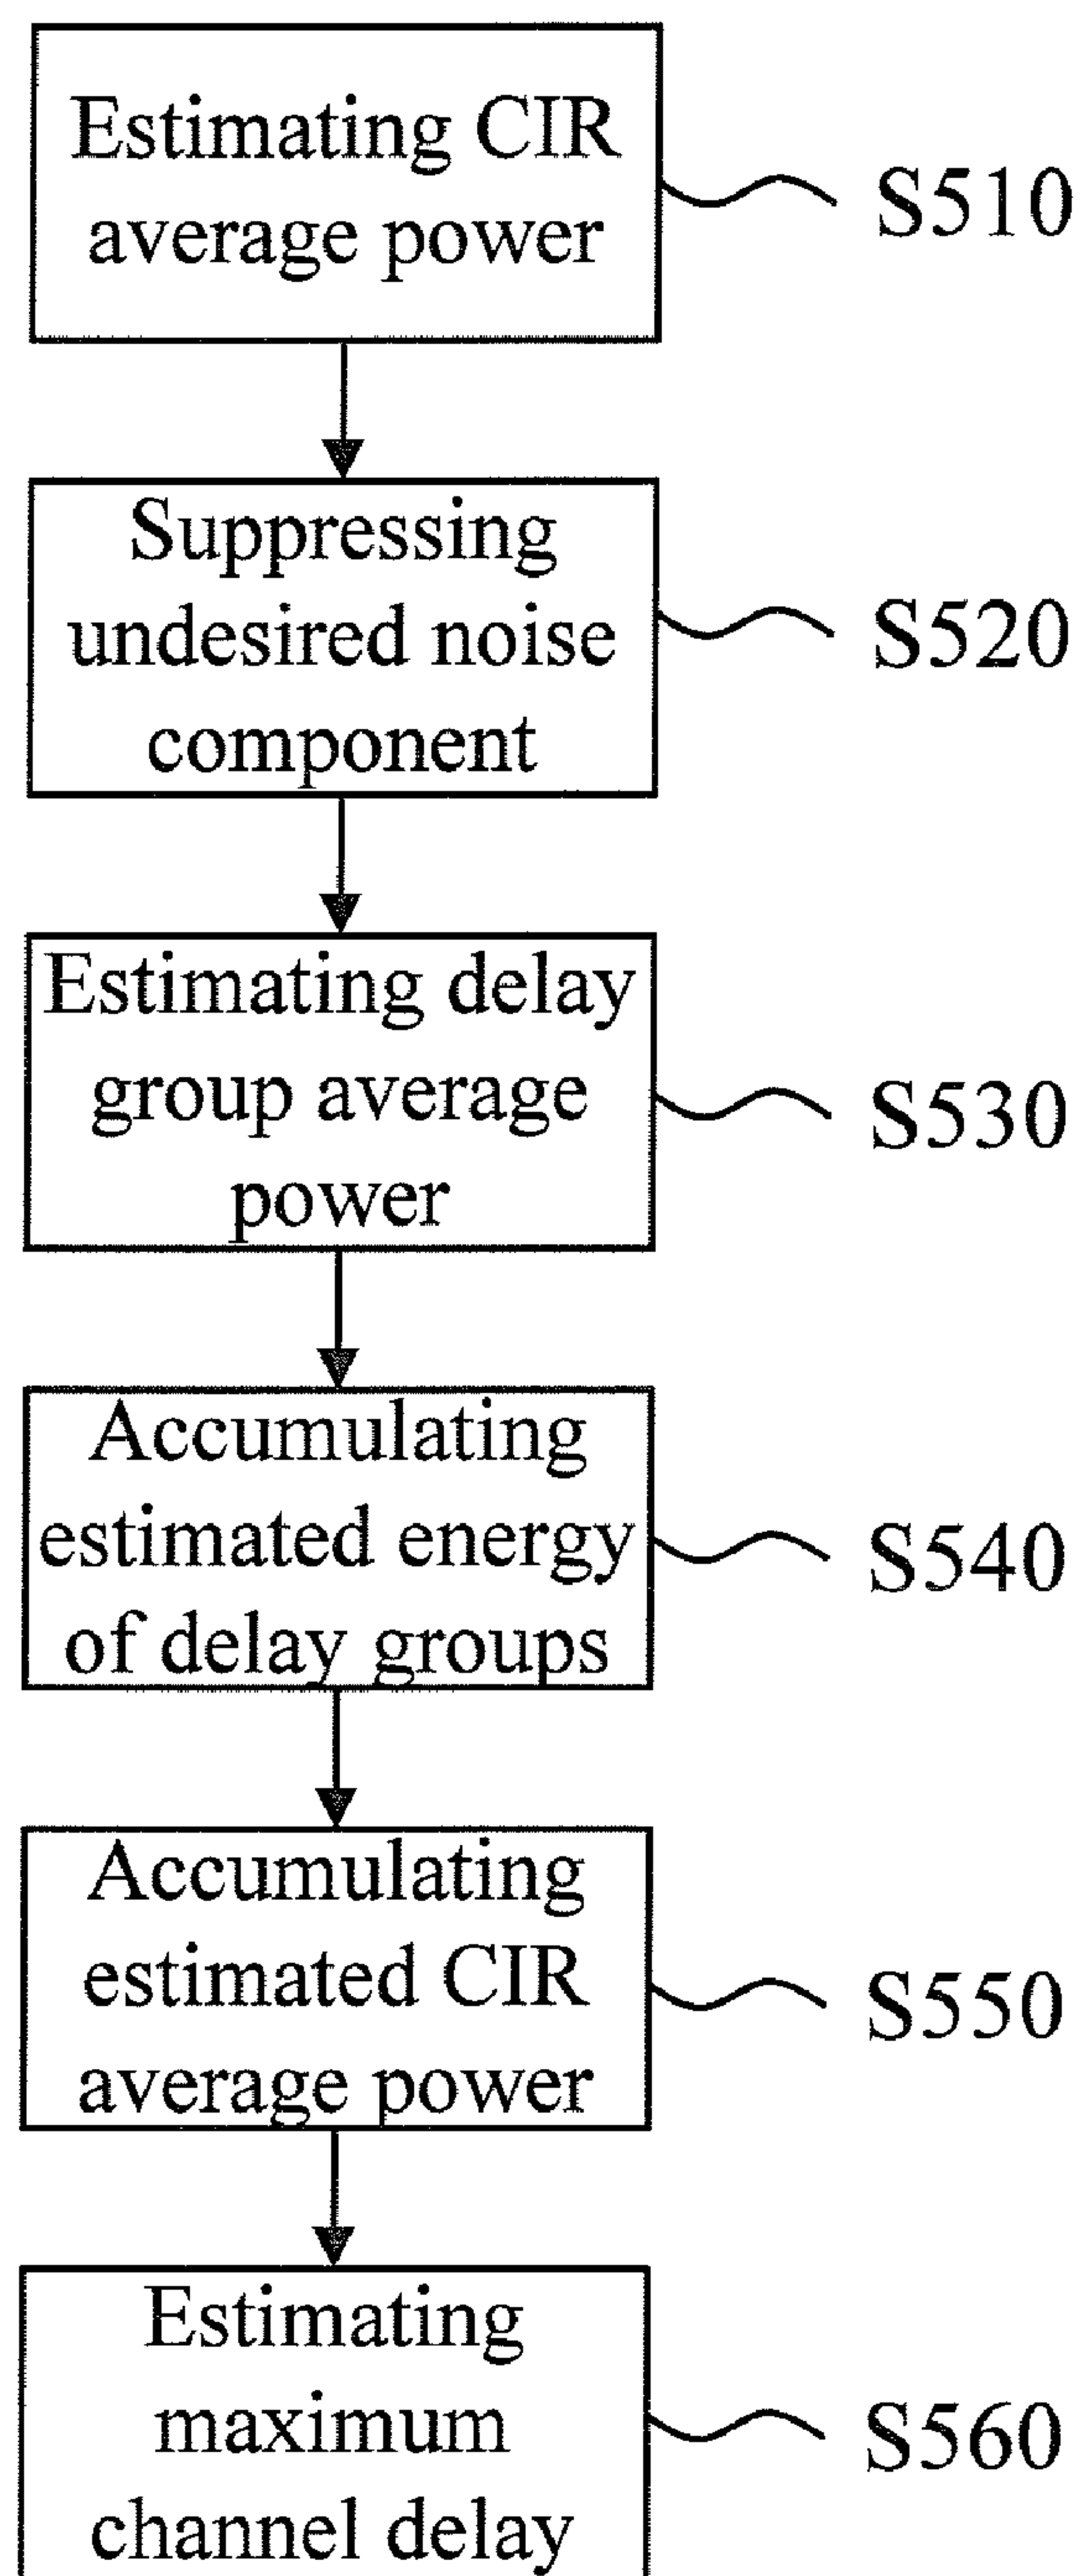 Estimating CIR
average power
S510
Suppressing
undesired noise
component
S520
Estimating delay
group average
power
S530
Accumulating
estimated energy
of delay groups
S540
Accumulating
estimated CIR
average power
S550
Estimating
maximum
channel delay
S560